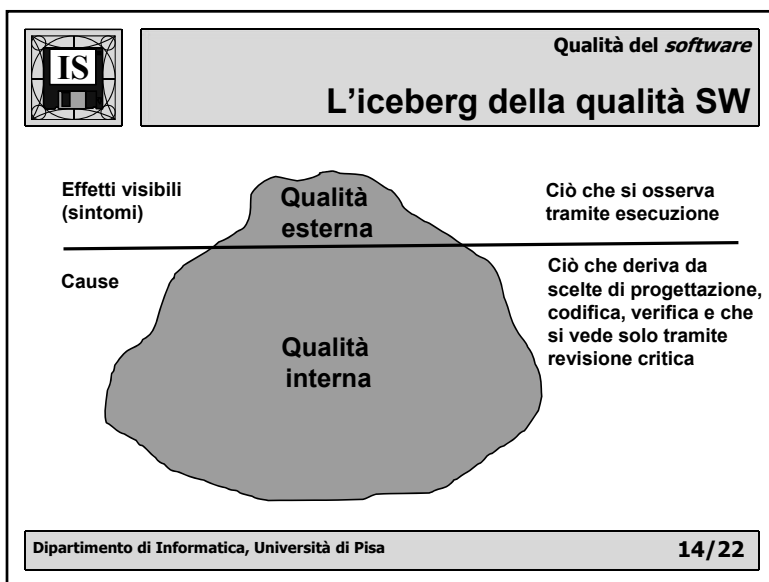 IS
Qualità del software
L'iceberg della qualità SW
Effetti visibili
(sintomi)
Qualità
esterna
Ciò che si osserva
tramite esecuzione
Cause
Ciò che deriva da
scelte di progettazione,
codifica, verifica e che
si vede solo tramite
revisione critica
Qualità
interna
Dipartimento di Informatica, Università di Pisa
14/22